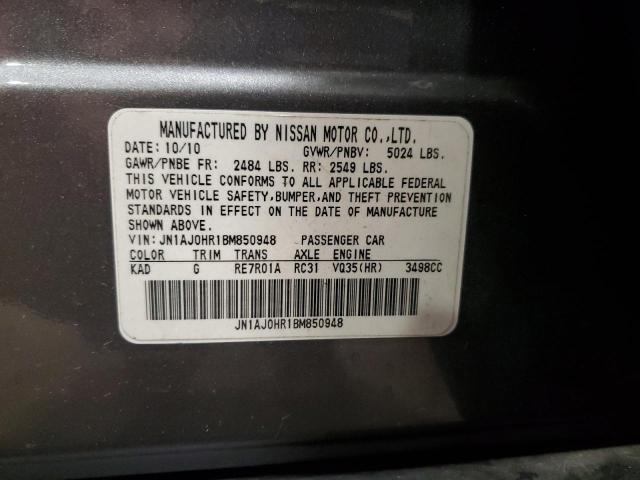 MANUFACTURED BY NISSAN MOTOR CO.,LTD.
DATE: 10/10 GVWR/PNBV: 5024 LBS.
GAWR/PNBE FR: 2484 LBS. RR: 2549 LBS.
THIS VEHICLE CONFORMS TO ALL APPLICABLE FEDERAL
MOTOR VEHICLE SAFETY,BUMPER,AND THEFT PREVENTION
STANDARDS IN EFFECT ON THE DATE OF MANUFACTURE
SHOWN ABOVE.
VIN: JN1AJ0HR1BM850948 PASSENGER CAR
COLOR TRIM TRANS AXLE ENGINE
KAD G RE7R01A RC31 VQ35(HR) 3498CC
JN1AJ0HR1BM850948